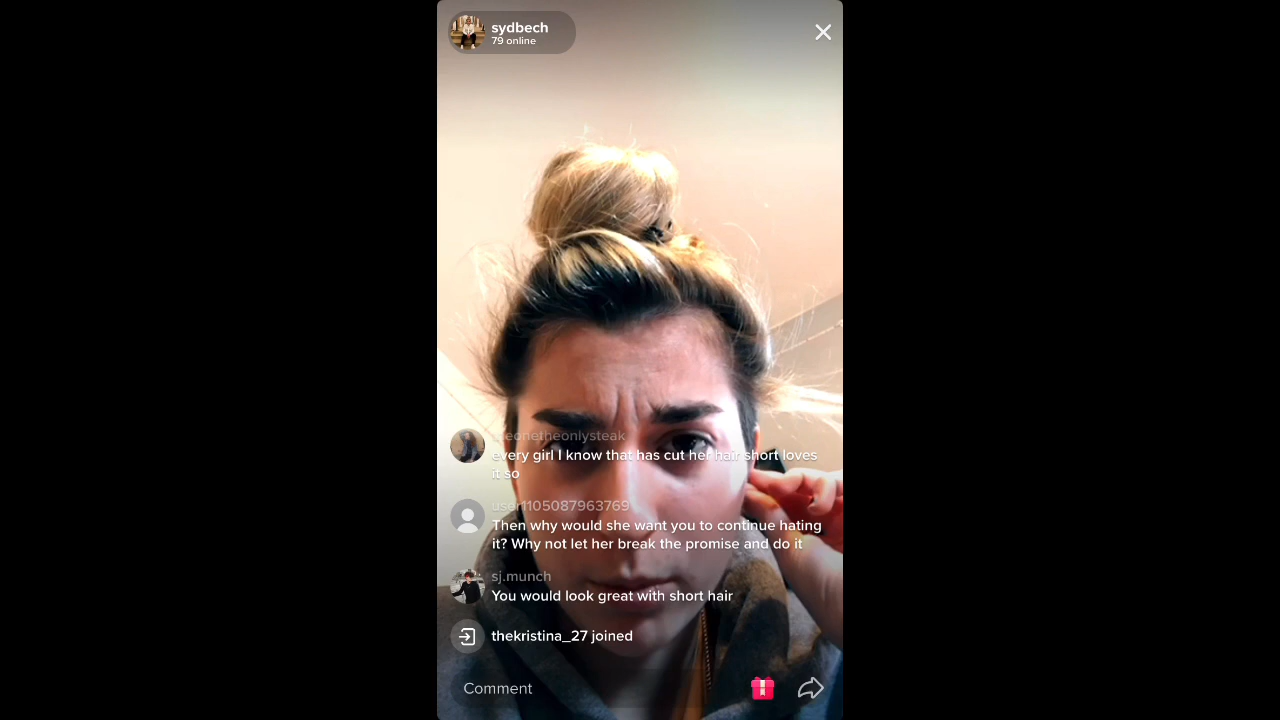 sydbech
79 online
every girl I know that has cut her hair short loves
it so
user1105087963769
Then why would she want you to continue hating
it? Why not let her break the promise and do it
sj.munch
You would look great with short hair
thekristina_27 joined
Comment